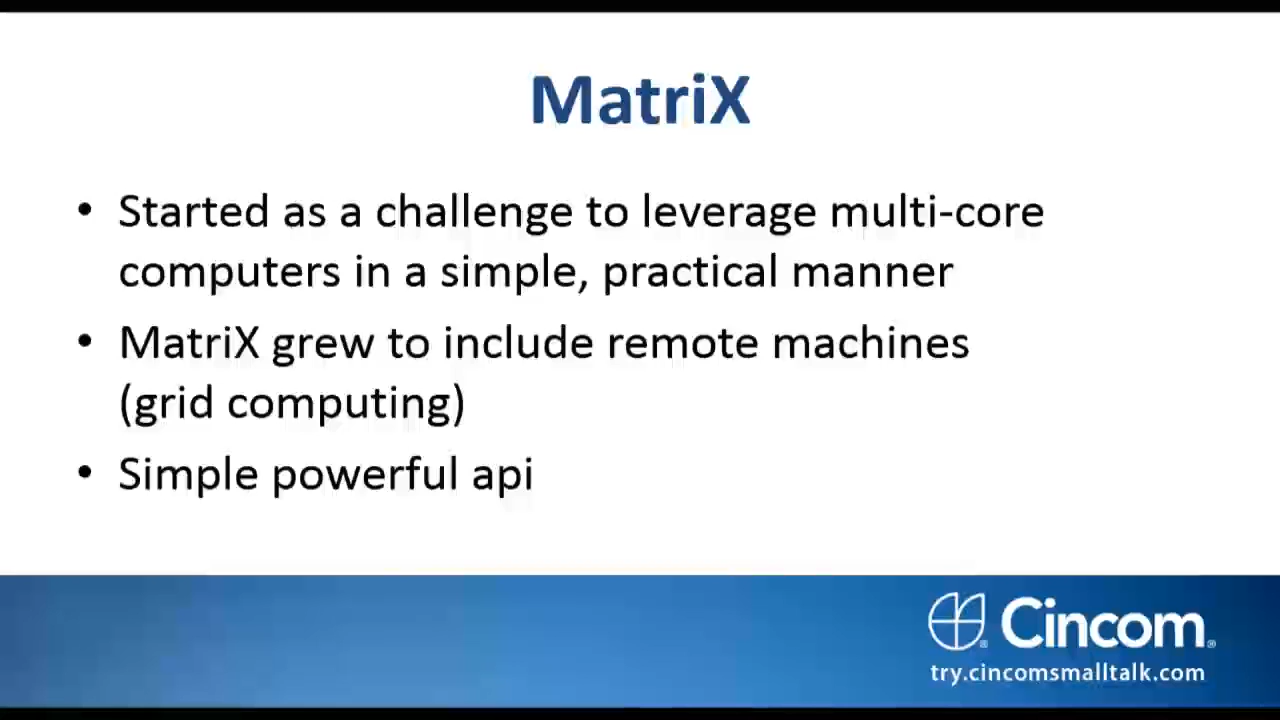 MatriX
• Started as a challenge to leverage multi-core
computers in a simple, practical manner
• MatriX grew to include remote machines
(grid computing)
• Simple powerful api
Cincom®
try.cincomsmalltalk.com